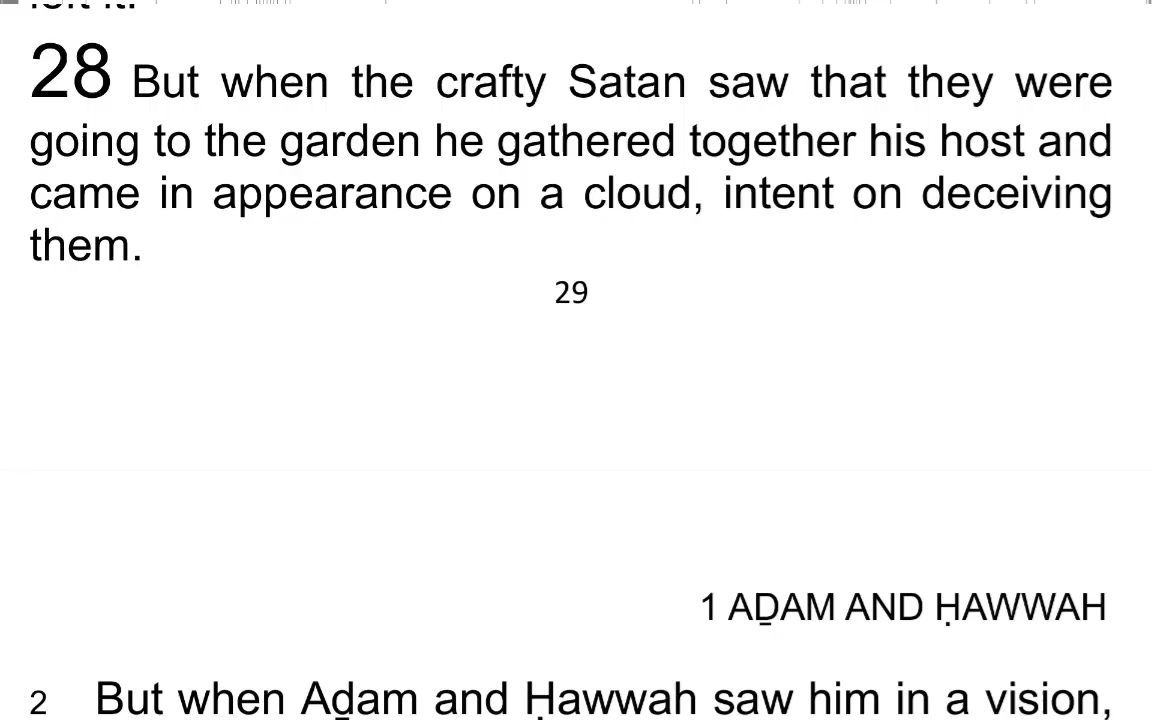 28 But when the crafty Satan saw that they were
going to the garden he gathered together his host and
came in appearance on a cloud, intent on deceiving
them.
29
1 AḎAM AND ḤAWWAH
2 But when Aḏam and Ḥawwah saw him in a vision,